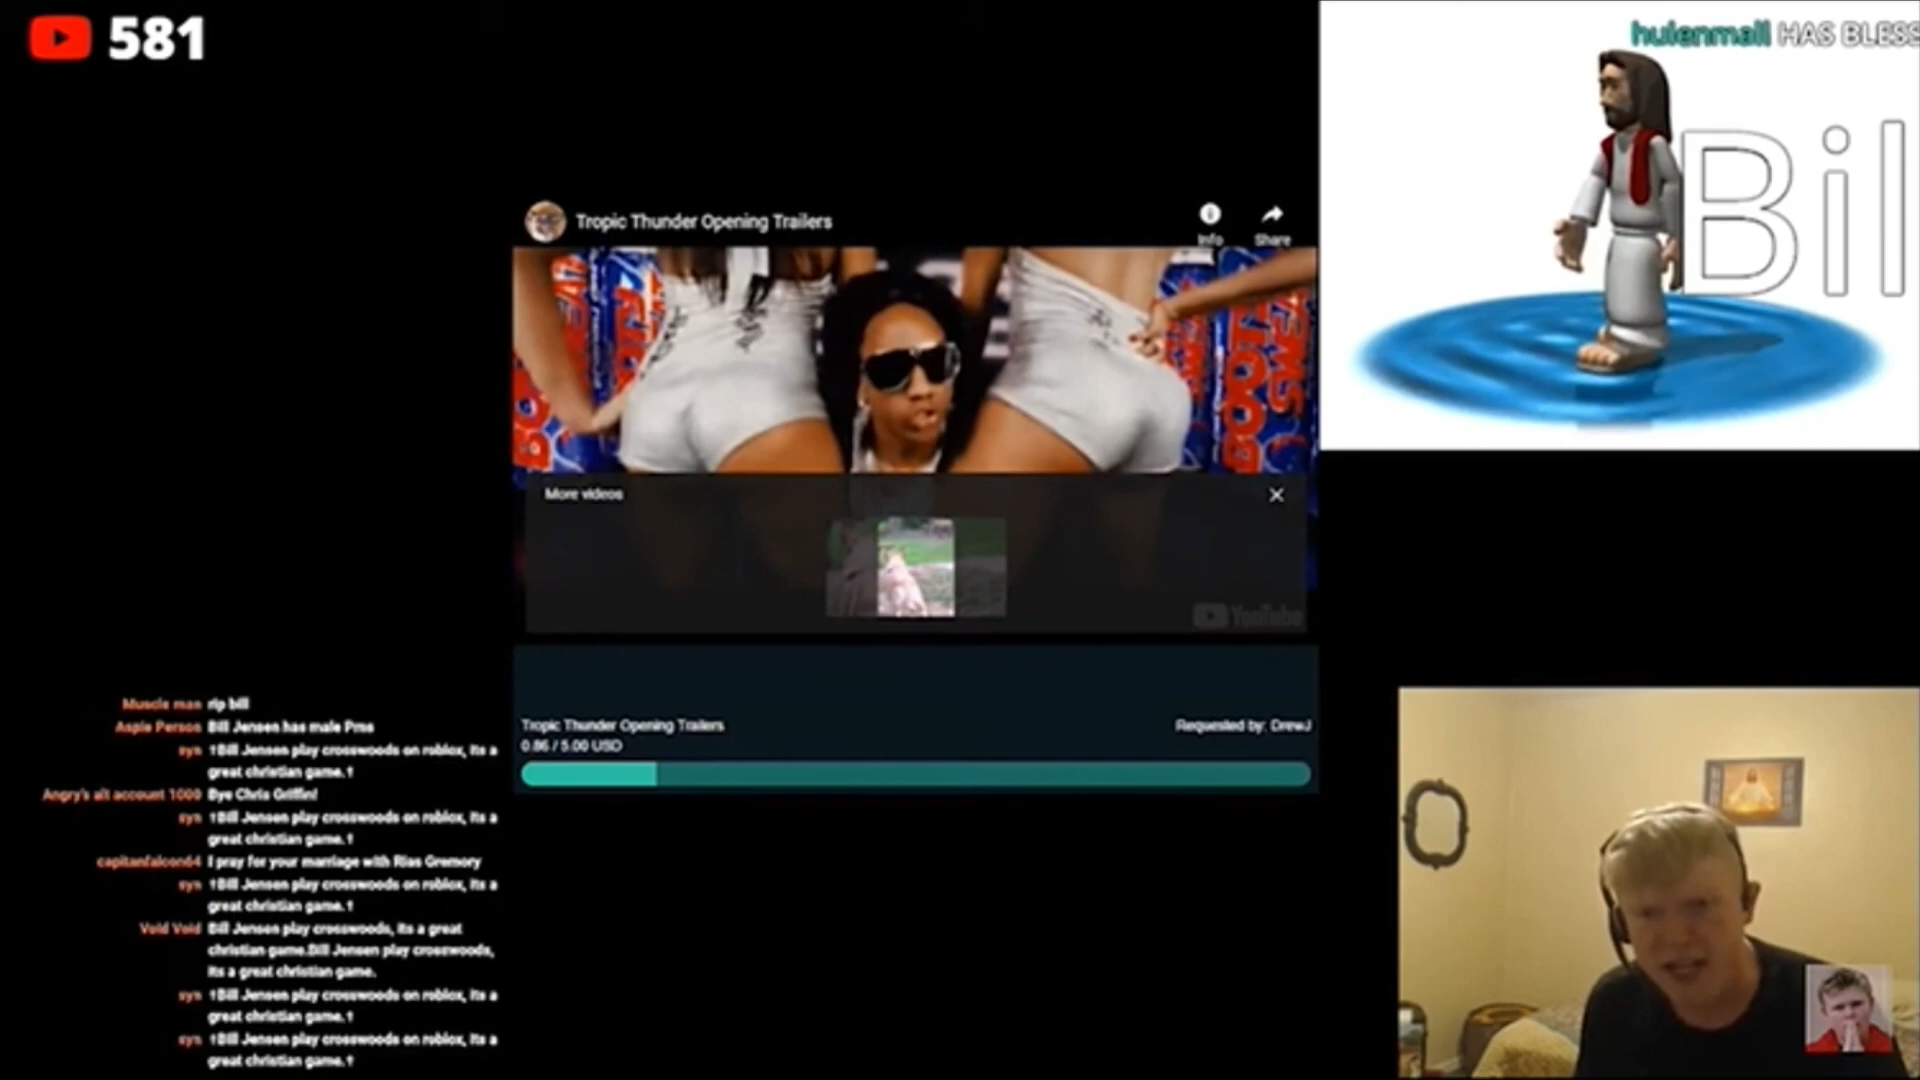 581
hulenmail HAS BLESS
Bil
Tropic Thunder Opening Trailers
Info
Share
More videos
YouTube
Tropic Thunder Opening Trailers
Requested by: DrewJ
0.86 / 5.00 USD
Muscle man rip bill
Aspie Person Bill Jensen has male Pms
syn †Bill Jensen play crosswoods on roblox, its a
great christian game.†
Angry's alt account 1000 Bye Chris Griffin!
syn †Bill Jensen play crosswoods on roblox, its a
great christian game.†
capitanfalcon64 I pray for your marriage with Rias Gremory
syn †Bill Jensen play crosswoods on roblox, its a
great christian game.†
Void Void Bill Jensen play crosswoods, its a great
christian game.Bill Jensen play crosswoods,
its a great christian game.
syn †Bill Jensen play crosswoods on roblox, its a
great christian game.†
syn †Bill Jensen play crosswoods on roblox, its a
great christian game.†